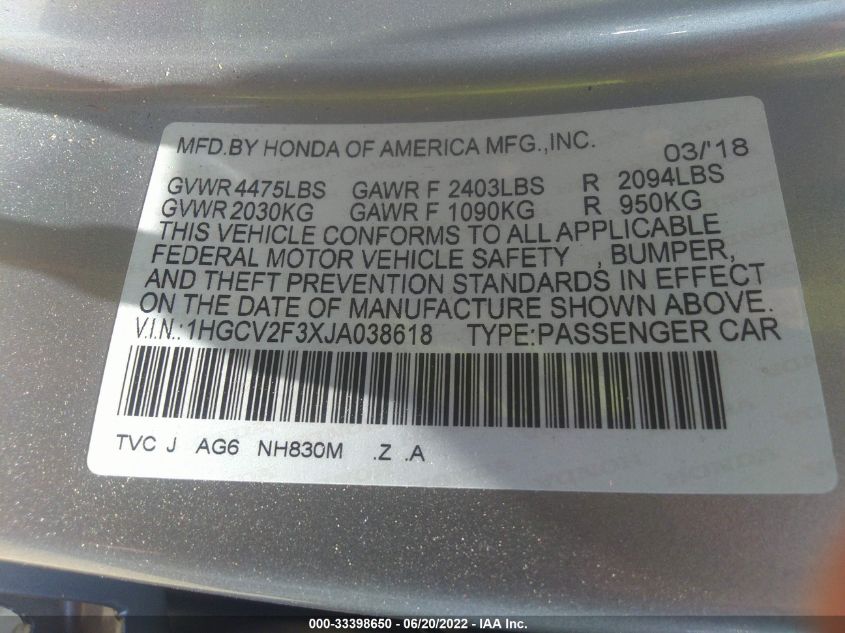 MFD.BY HONDA OF AMERICA MFG.,INC. 03/'18
GVWR 4475LBS GAWR F 2403LBS R 2094LBS
GVWR 2030KG GAWR F 1090KG R 950KG
THIS VEHICLE CONFORMS TO ALL APPLICABLE
FEDERAL MOTOR VEHICLE SAFETY , BUMPER,
AND THEFT PREVENTION STANDARDS IN EFFECT
ON THE DATE OF MANUFACTURE SHOWN ABOVE.
V.I.N.:1HGCV2F3XJA038618 TYPE:PASSENGER CAR
TVC J AG6 NH830M .Z .A
000-33398650 - 06/20/2022 - IAA Inc.